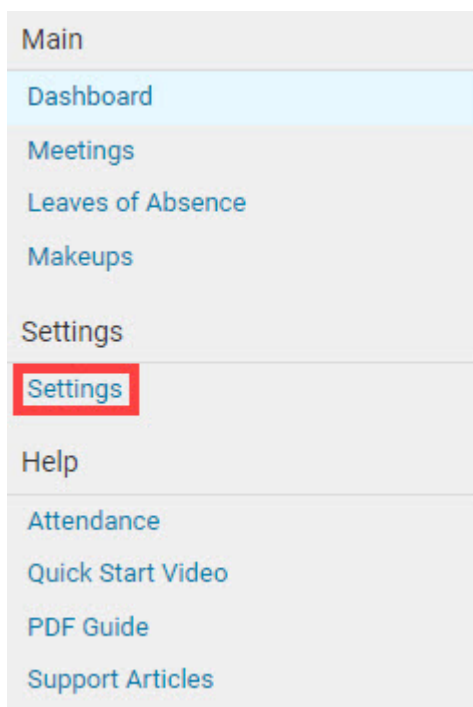 Main
Dashboard
Meetings
Leaves of Absence
Makeups
Settings
Settings
Help
Attendance
Quick Start Video
PDF Guide
Support Articles